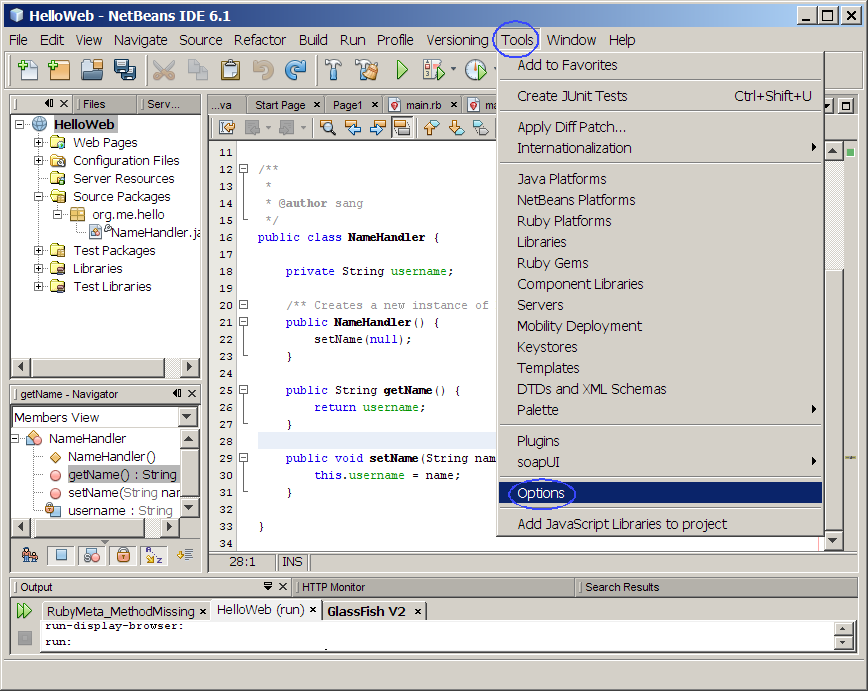 HelloWeb - NetBeans IDE 6.1
File Edit View Navigate Source Refactor Build Run Profile Versioning Tools Window Help
Add to Favorites
Create JUnit Tests Ctrl+Shift+U
Apply Diff Patch...
Internationalization
Java Platforms
NetBeans Platforms
Ruby Platforms
Libraries
Ruby Gems
Component Libraries
Servers
Mobility Deployment
Keystores
Templates
DTDs and XML Schemas
Palette
Plugins
soapUI
Options
Add JavaScript Libraries to project
Files Serv...
HelloWeb
Web Pages
Configuration Files
Server Resources
Source Packages
org.me.hello
NameHandler.ja
Test Packages
Libraries
Test Libraries
...va Start Page Page1 main.rb ma
11
12 /**
13 *
14 * @author sang
15 */
16 public class NameHandler {
17
18 private String username;
19
20 /** Creates a new instance of
21 public NameHandler() {
22 setName(null);
23 }
24
25 public String getName() {
26 return username;
27 }
28
29 public void setName(String nam
30 this.username = name;
31 }
32
33 }
34
28:1 INS
getName - Navigator
Members View
NameHandler
NameHandler()
getName() : String
setName(String nar
username : String
Output HTTP Monitor Search Results
RubyMeta_MethodMissing HelloWeb (run) GlassFish V2
run-display-browser:
run: